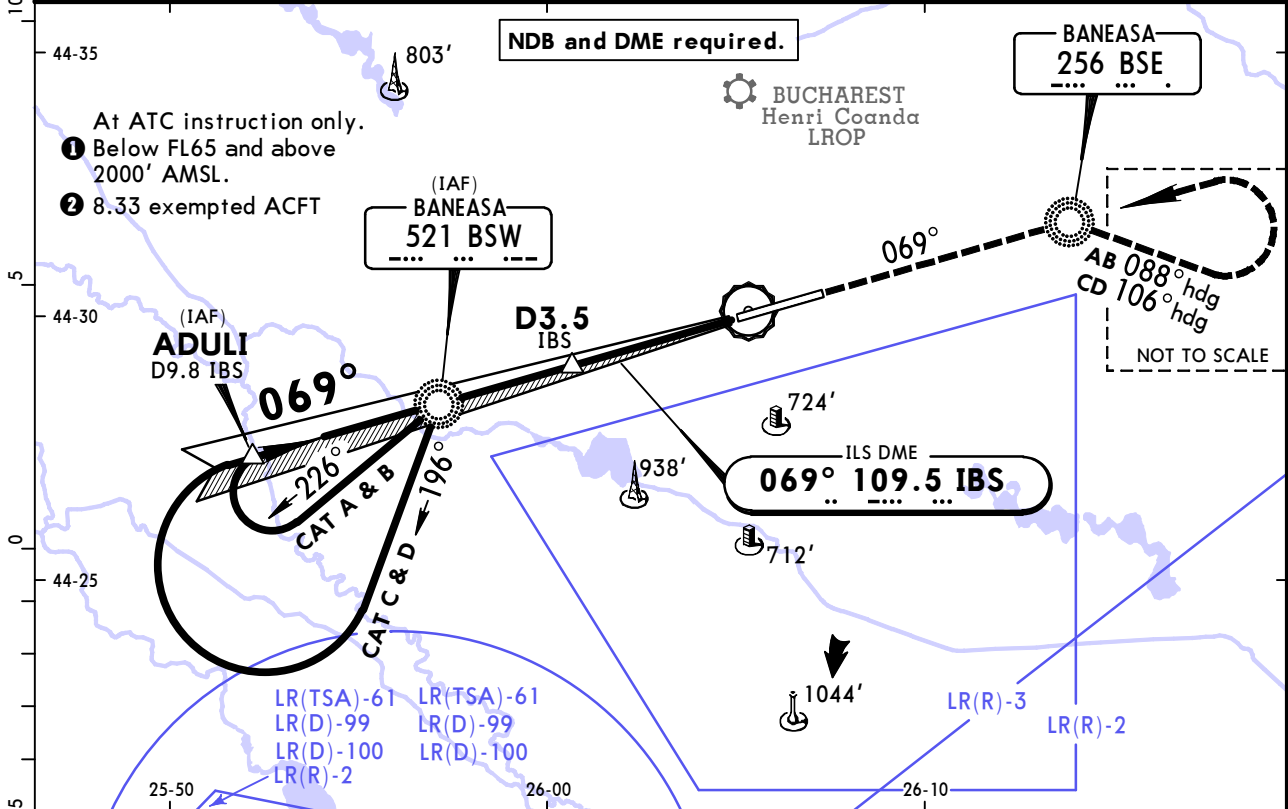 10
44-35
803'
NDB and DME required.
BANEASA
256 BSE
BUCHAREST
Henri Coanda
LROP
At ATC instruction only.
1 Below FL65 and above
2000' AMSL.
2 8.33 exempted ACFT
(IAF)
BANEASA
521 BSW
069°
AB 088°hdg
CD 106°hdg
NOT TO SCALE
5
44-30
(IAF)
ADULI
D9.8 IBS
D3.5
IBS
069°
724'
226°
CAT A & B
196°
CAT C & D
938'
ILS DME
069° 109.5 IBS
712'
0
44-25
1044'
LR(TSA)-61
LR(D)-99
LR(D)-100
LR(R)-2
LR(TSA)-61
LR(D)-99
LR(D)-100
LR(R)-3
LR(R)-2
25-50
26-00
26-10
5